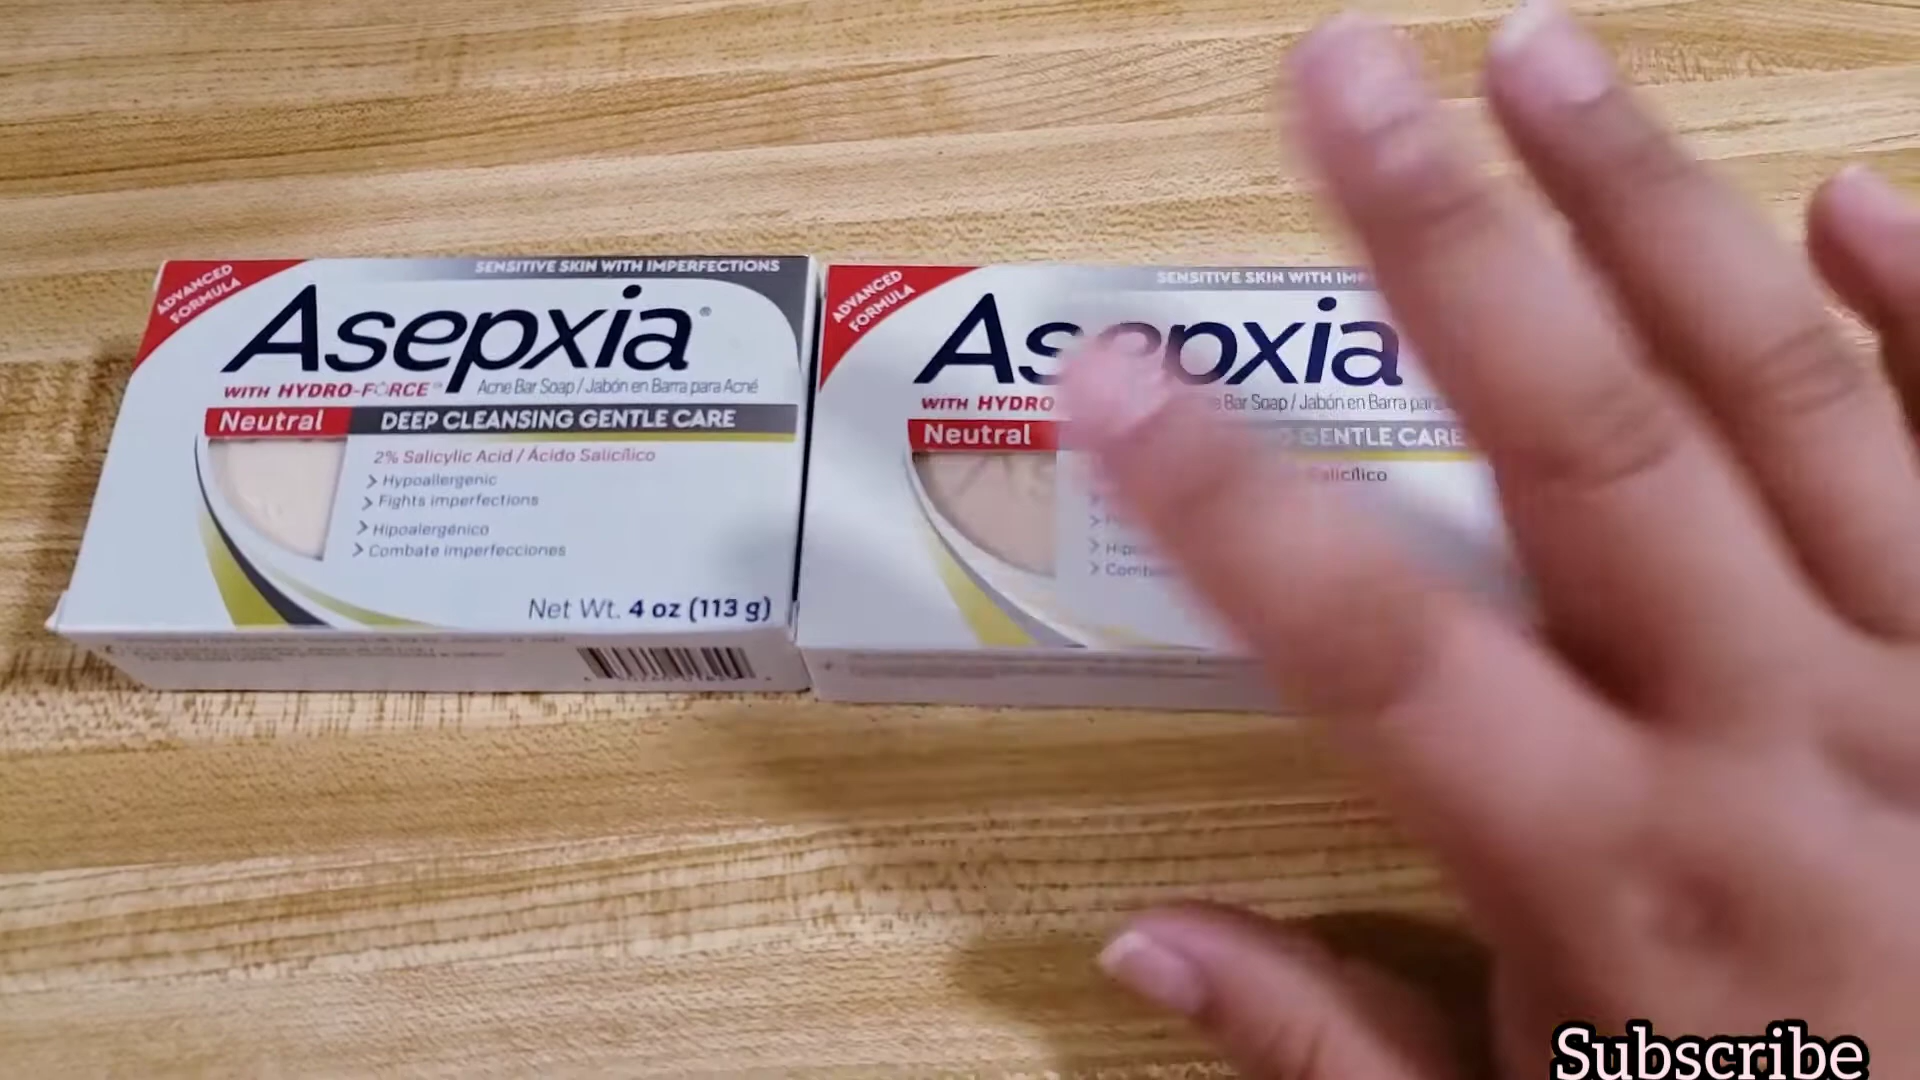 ADVANCED
FORMULA
SENSITIVE SKIN WITH IMPERFECTIONS
Asepxia®
WITH HYDRO-FORCE™ Acne Bar Soap / Jabón en Barra para Acné
Neutral DEEP CLEANSING GENTLE CARE
2% Salicylic Acid / Ácido Salicílico
> Hypoallergenic
> Fights imperfections
> Hipoalergénico
> Combate imperfecciones
Net Wt. 4 oz (113 g)
ADVANCED
FORMULA
SENSITIVE SKIN WITH
Asepxia
WITH HYDRO Bar Soap / Jabón en Barra
Neutral GENTLE CARE
Salicílico
Subscribe